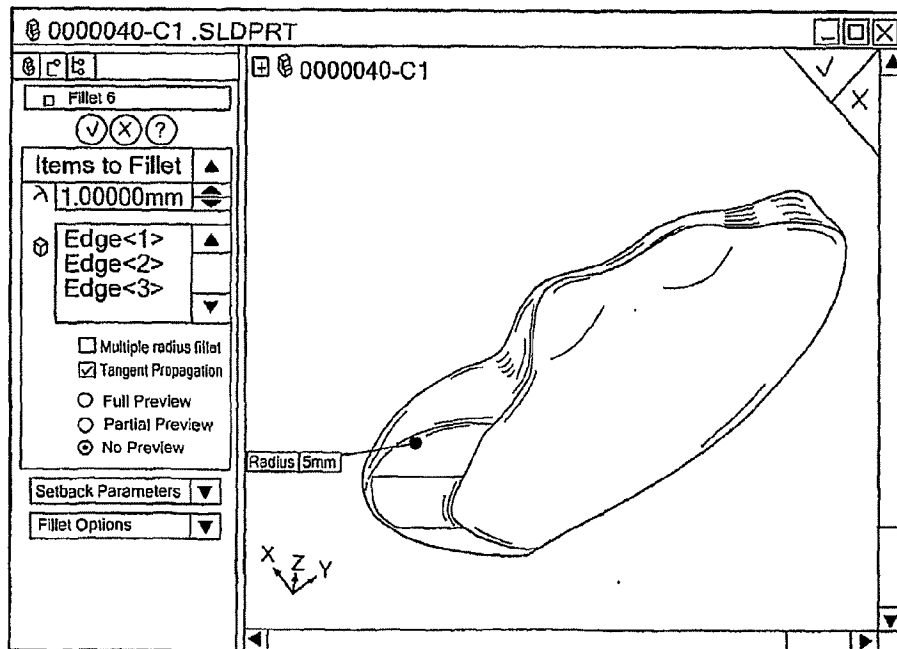 0000040-C1 .SLDPRT
Fillet 6
?
Items to Fillet
1.00000mm
Edge<1>
Edge<2>
Edge<3>
Multiple radius fillet
Tangent Propagation
Full Preview
Partial Preview
No Preview
Setback Parameters
Fillet Options
0000040-C1
Radius 5mm
X Z Y